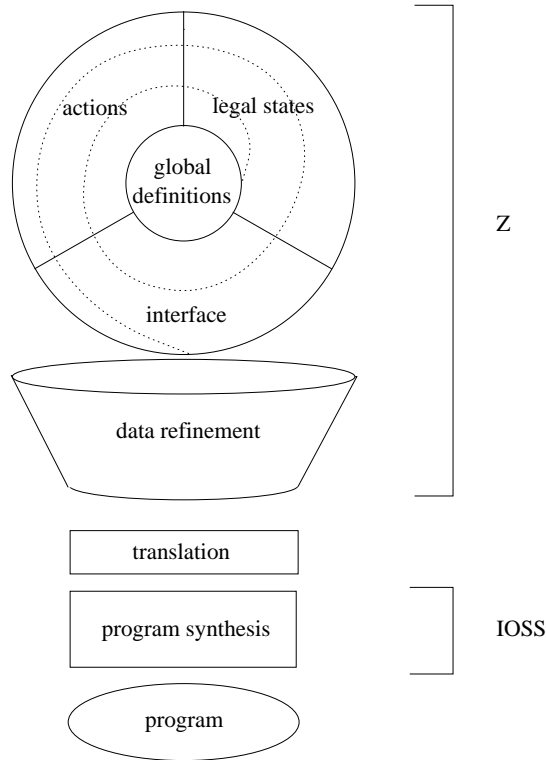 actions
legal states
global
definitions
interface
Z
data refinement
translation
program synthesis
IOSS
program